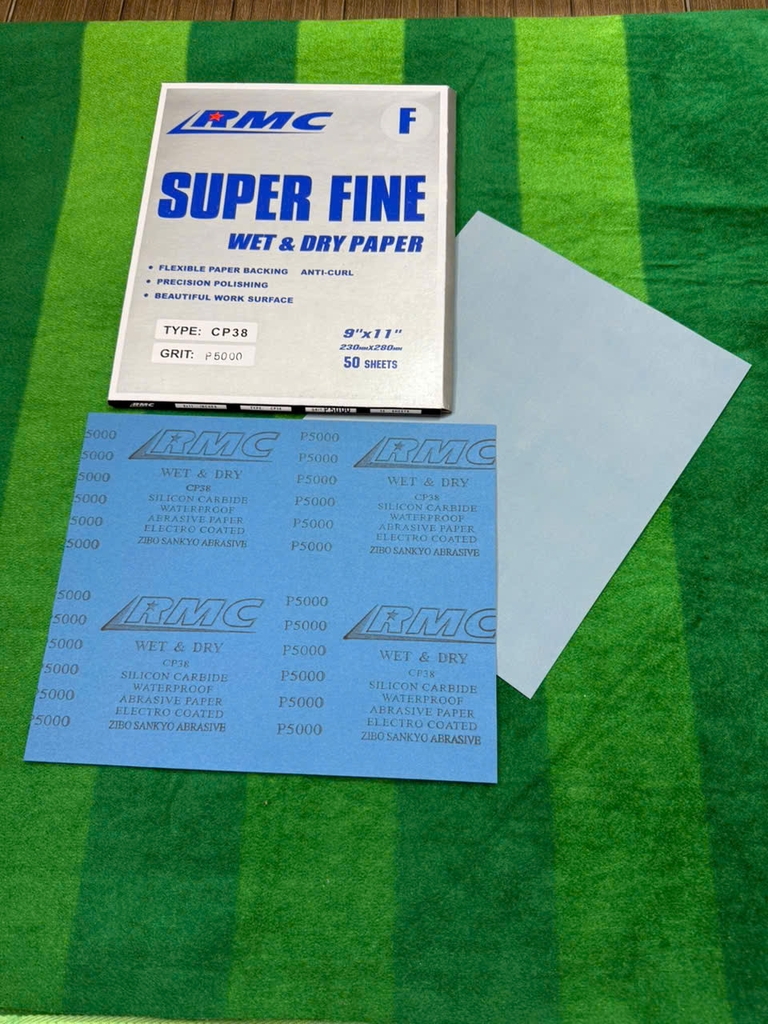 RMC
F
SUPER FINE
WET & DRY PAPER
• FLEXIBLE PAPER BACKING ANTI-CURL
• PRECISION POLISHING
• BEAUTIFUL WORK SURFACE
TYPE: CP38
GRIT: P5000
9"x11"
230MMX280MM
50 SHEETS
RMC
P5000
5000
5000
5000
5000
5000
5000
RMC
WET & DRY
CP38
SILICON CARBIDE
WATERPROOF
ABRASIVE PAPER
ELECTRO COATED
ZIBO SANKYO ABRASIVE
P5000
P5000
P5000
P5000
P5000
P5000
RMC
WET & DRY
CP38
SILICON CARBIDE
WATERPROOF
ABRASIVE PAPER
ELECTRO COATED
ZIBO SANKYO ABRASIVE
5000
5000
5000
5000
5000
5000
RMC
WET & DRY
CP38
SILICON CARBIDE
WATERPROOF
ABRASIVE PAPER
ELECTRO COATED
ZIBO SANKYO ABRASIVE
P5000
P5000
P5000
P5000
P5000
P5000
RMC
WET & DRY
CP38
SILICON CARBIDE
WATERPROOF
ABRASIVE PAPER
ELECTRO COATED
ZIBO SANKYO ABRASIVE